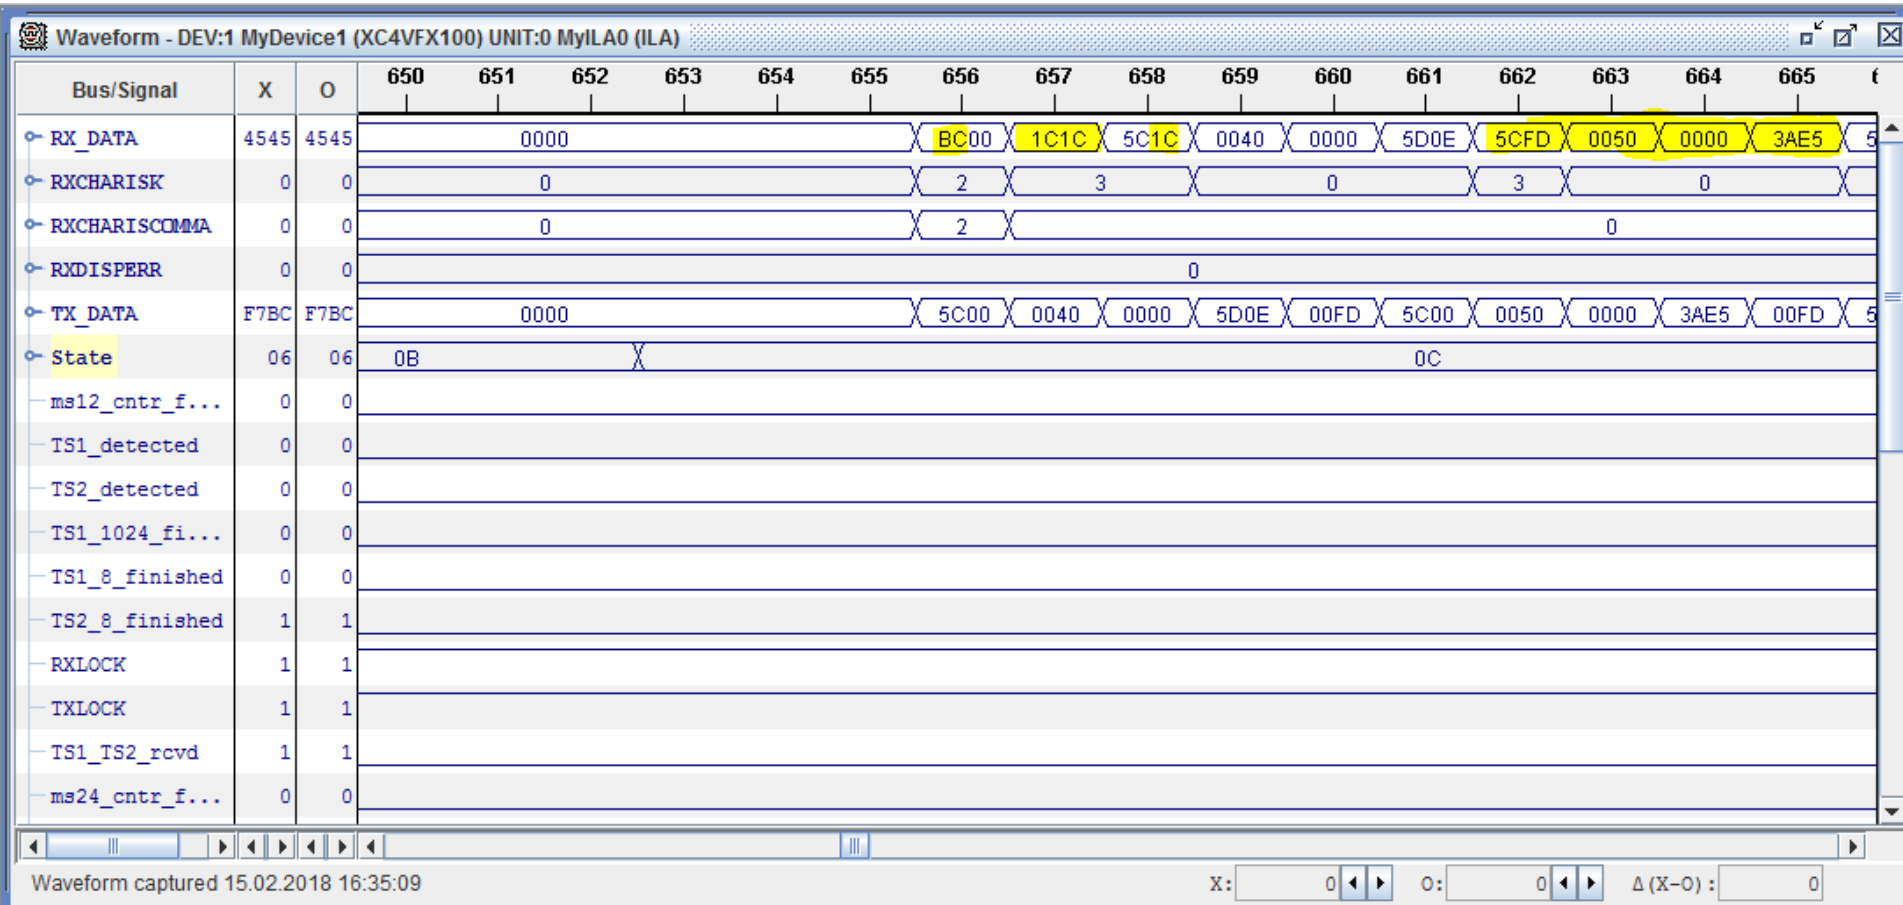 Waveform - DEV:1 MyDevice1 (XC4VFX100) UNIT:0 MyILA0 (ILA)
Bus/Signal X O 650 651 652 653 654 655 656 657 658 659 660 661 662 663 664 665
RX_DATA 4545 4545 0000 BC00 1C1C 5C1C 0040 0000 5D0E 5CFD 0050 0000 3AE5 5
RXCHARISK 0 0 0 2 3 0 3 0
RXCHARISCOMMA 0 0 0 2 0
RXDISPERR 0 0 0
TX_DATA F7BC F7BC 0000 5C00 0040 0000 5D0E 00FD 5C00 0050 0000 3AE5 00FD 5
State 06 06 0B 0C
ms12_cntr_f... 0 0
TS1_detected 0 0
TS2_detected 0 0
TS1_1024_fi... 0 0
TS1_8_finished 0 0
TS2_8_finished 1 1
RXLOCK 1 1
TXLOCK 1 1
TS1_TS2_rcvd 1 1
ms24_cntr_f... 0 0
Waveform captured 15.02.2018 16:35:09 X: 0 O: 0 Δ(X-O): 0